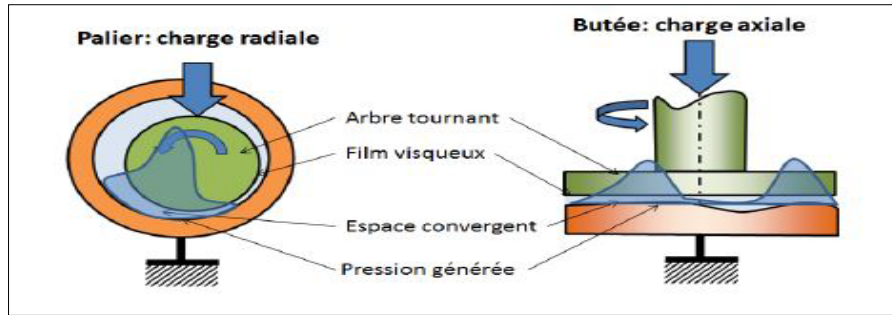 Palier: charge radiale
Butée: charge axiale
Arbre tournant
Film visqueux
Espace convergent
Pression générée